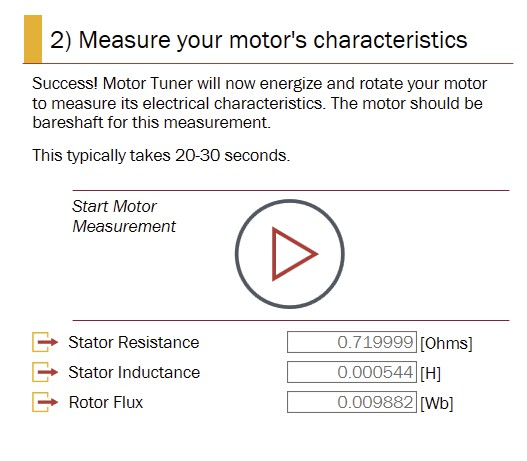 2) Measure your motor's characteristics
Success! Motor Tuner will now energize and rotate your motor
to measure its electrical characteristics. The motor should be
bareshaft for this measurement.
This typically takes 20-30 seconds.
Start Motor
Measurement
Stator Resistance 0.719999 [Ohms]
Stator Inductance 0.000544 [H]
Rotor Flux 0.009882 [Wb]